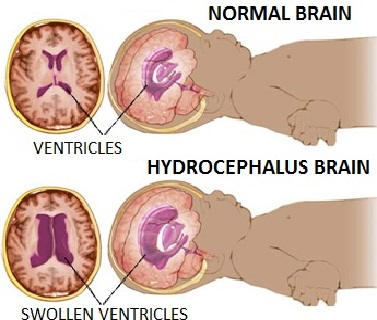 NORMAL BRAIN
VENTRICLES
HYDROCEPHALUS BRAIN
SWOLLEN VENTRICLES